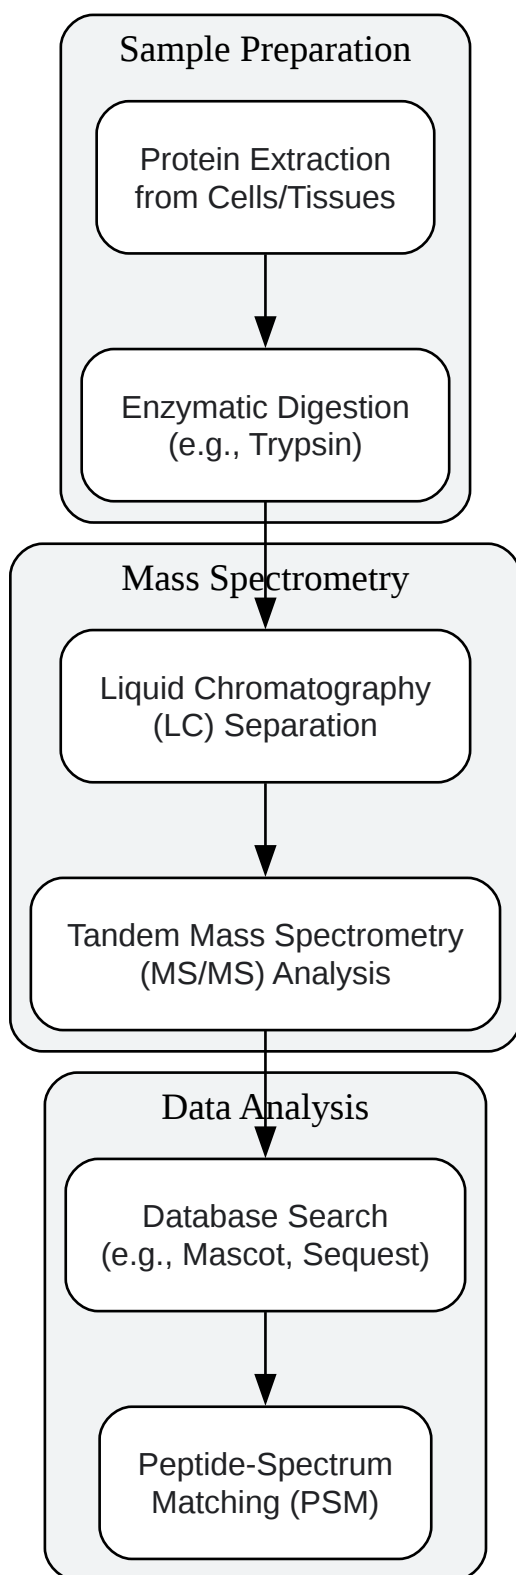 Sample Preparation
Protein Extraction
from Cells/Tissues
Enzymatic Digestion
(e.g., Trypsin)
Mass Spectrometry
Liquid Chromatography
(LC) Separation
Tandem Mass Spectrometry
(MS/MS) Analysis
Data Analysis
Database Search
(e.g., Mascot, Sequest)
Peptide-Spectrum
Matching (PSM)